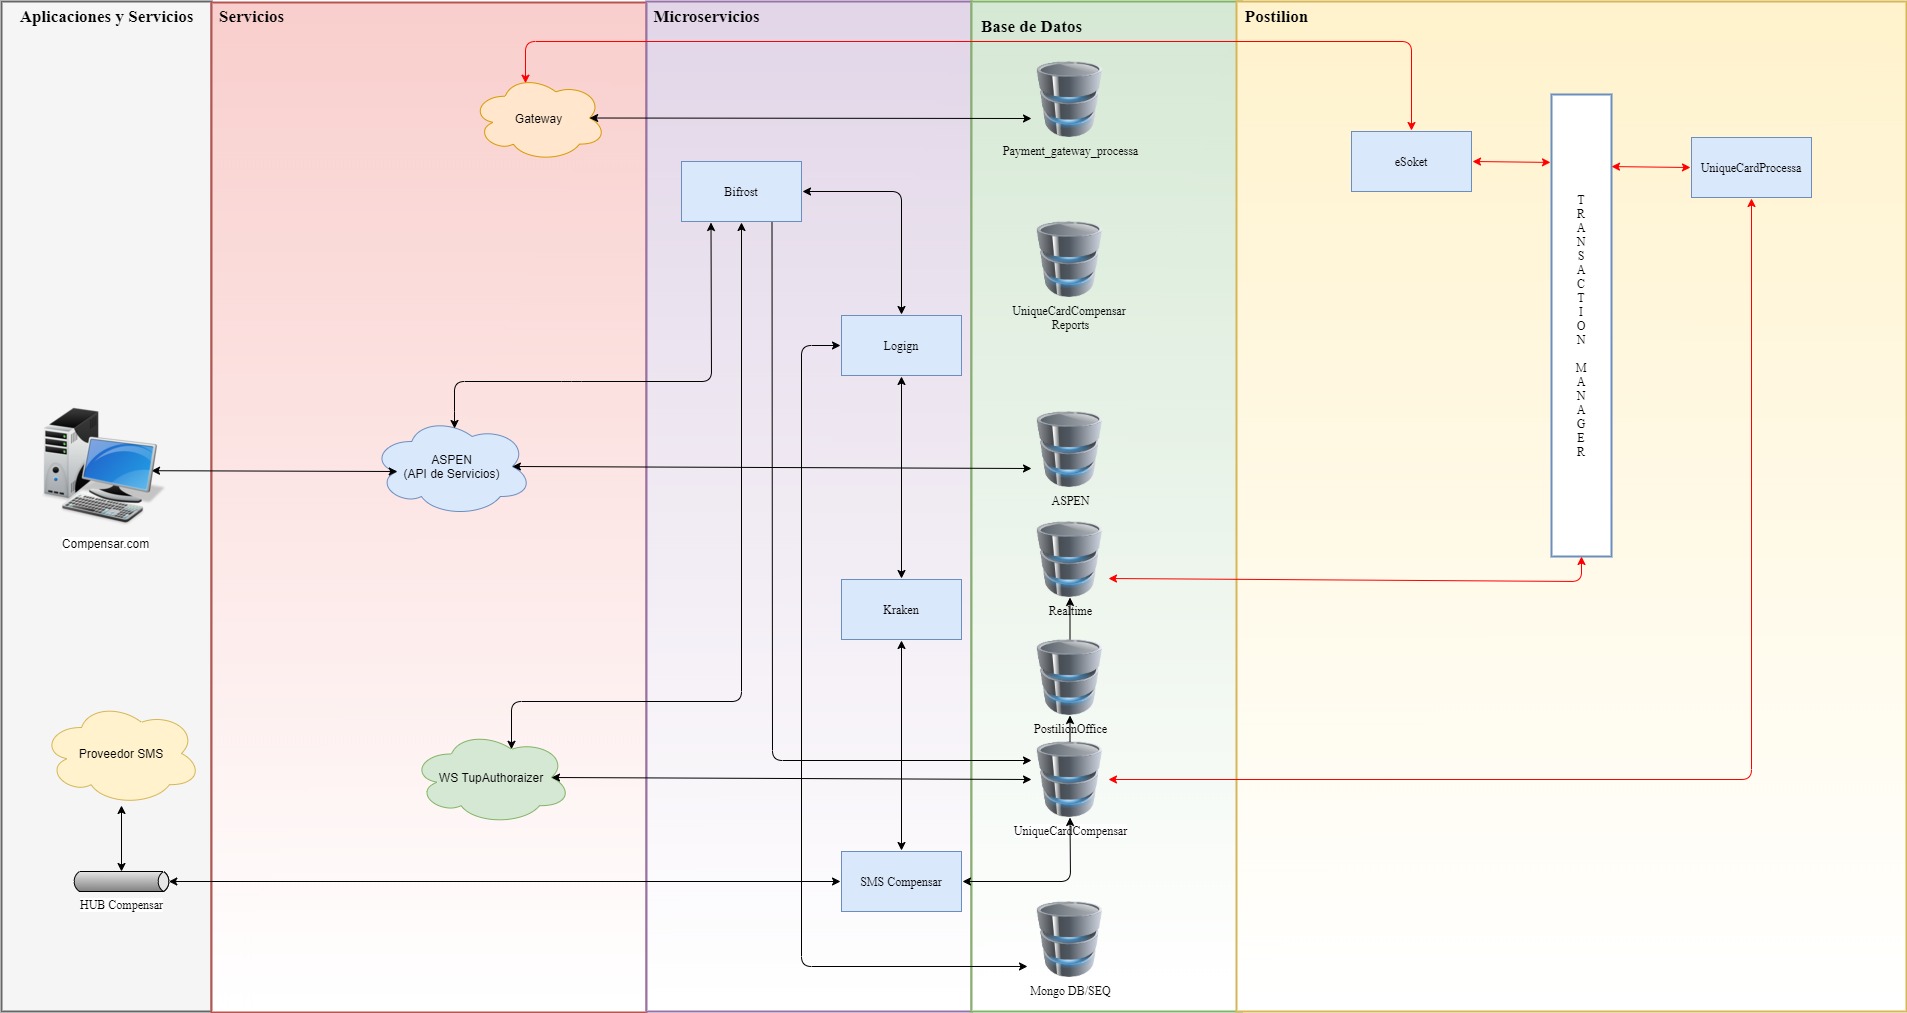 Aplicaciones y Servicios
Servicios
Microservicios
Base de Datos
Postilion
Gateway
Payment_gateway_processa
eSoket
UniqueCardProcessa
Bifrost
TRANSACTION MANAGER
UniqueCardCompensar
Reports
Logign
ASPEN
(API de Servicios)
ASPEN
Compensar.com
Kraken
Realtime
PostilionOffice
Proveedor SMS
WS TupAuthoraizer
UniqueCardCompensar
SMS Compensar
HUB Compensar
Mongo DB/SEQ